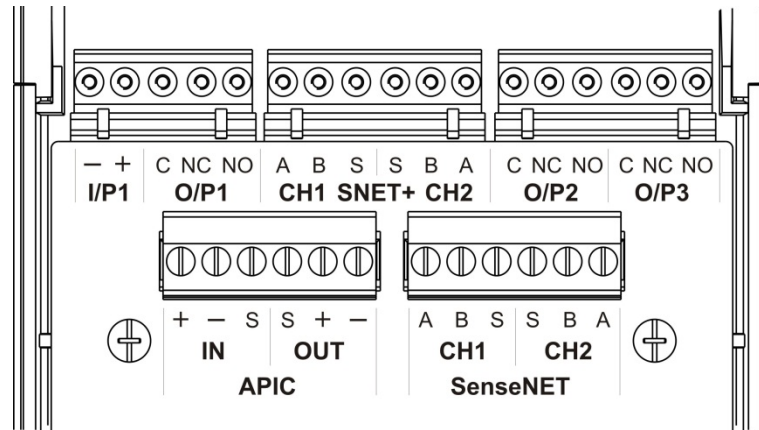 − + C NC NO A B S S B A C NC NO C NC NO
I/P1 O/P1 CH1 SNET+ CH2 O/P2 O/P3
+ − S S + − A B S S B A
IN OUT CH1 CH2
APIC SenseNET